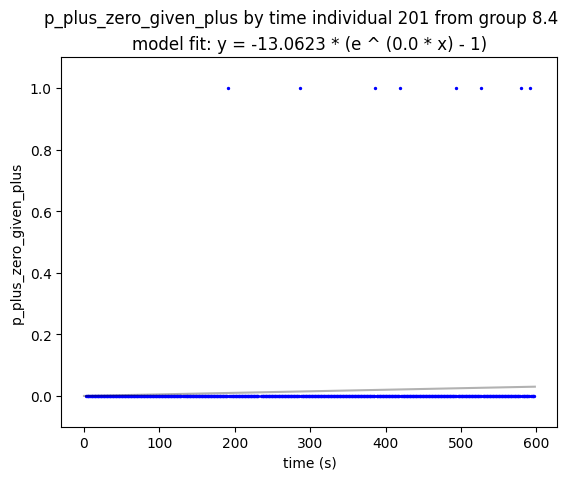 p_plus_zero_given_plus by time individual 201 from group 8.4
model fit: y = -13.0623 * (e ^ (0.0 * x) - 1)
1.0
0.8
0.6
0.4
0.2
0.0
p_plus_zero_given_plus
0 100 200 300 400 500 600
time (s)